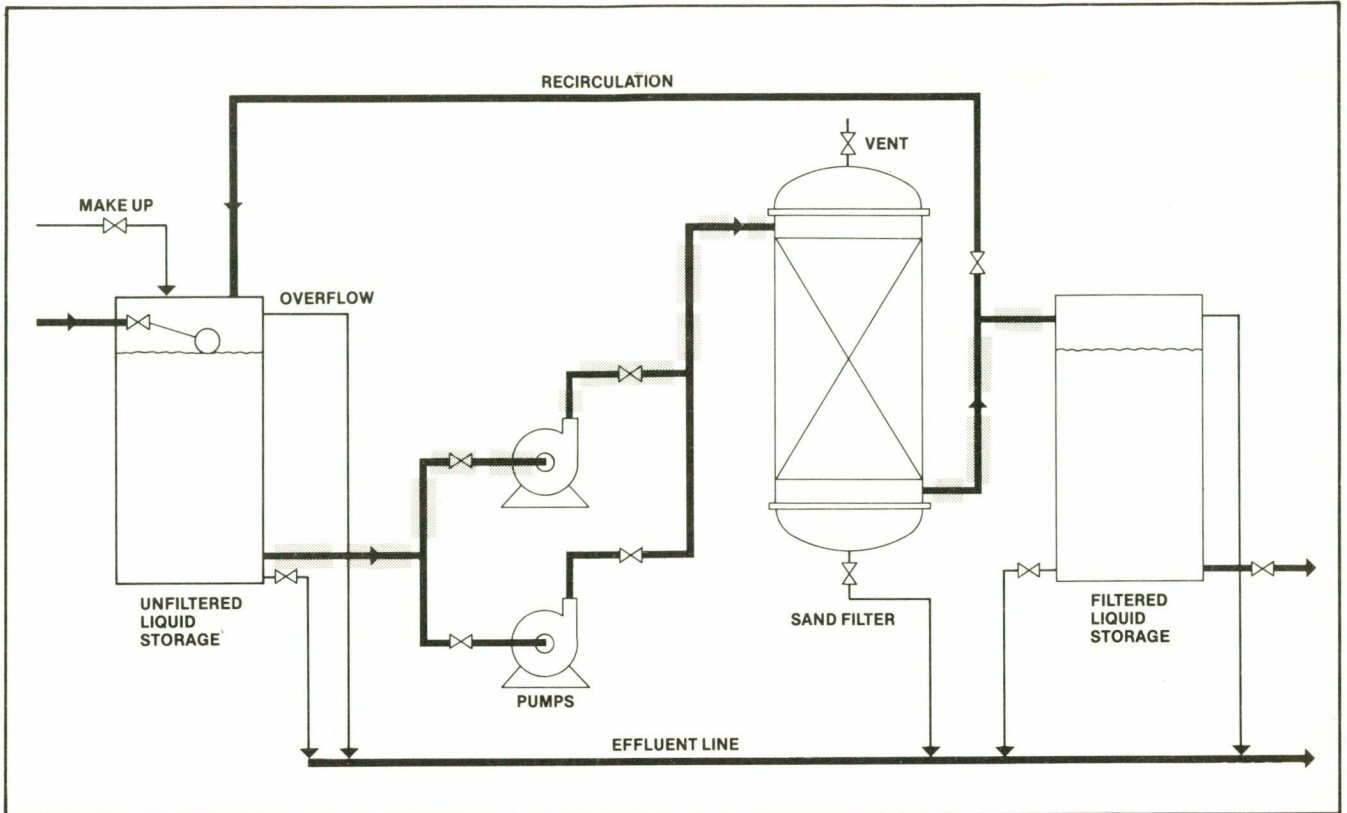 RECIRCULATION
VENT
MAKE UP
OVERFLOW
UNFILTERED
LIQUID
STORAGE
PUMPS
SAND FILTER
FILTERED
LIQUID
STORAGE
EFFLUENT LINE